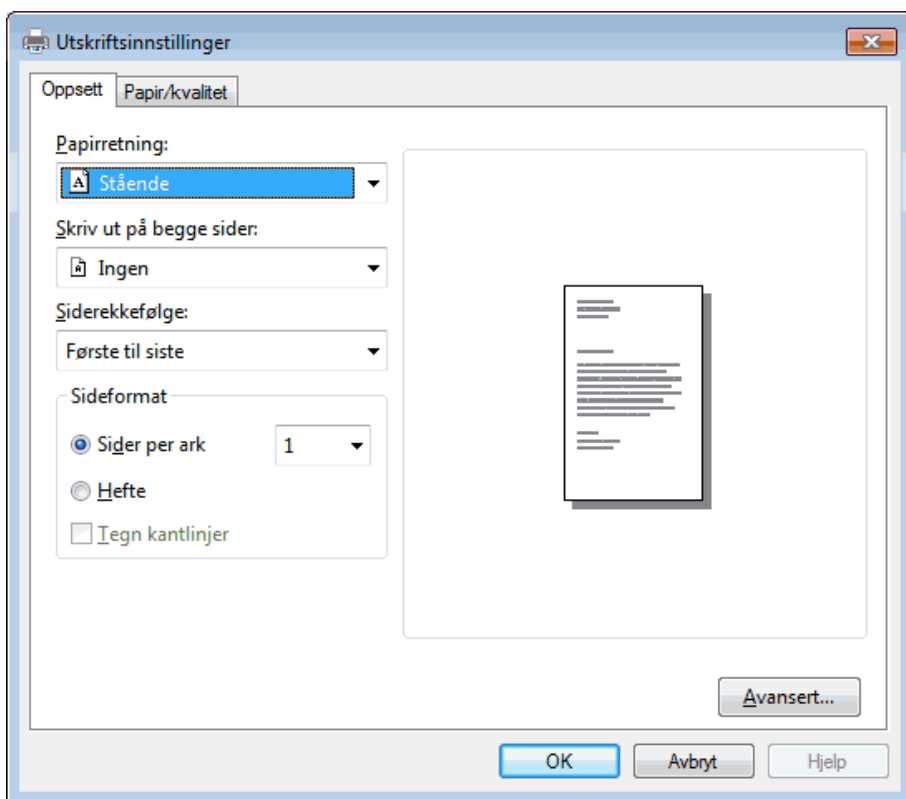 Utskriftsinnstillinger
Oppsett
Papir/kvalitet
Papirretning:
A Stående
Skriv ut på begge sider:
Ingen
Siderekkefølge:
Første til siste
Sideformat
Sider per ark 1
Hefte
Tegn kantlinjer
Avansert...
OK Avbryt Hjelp